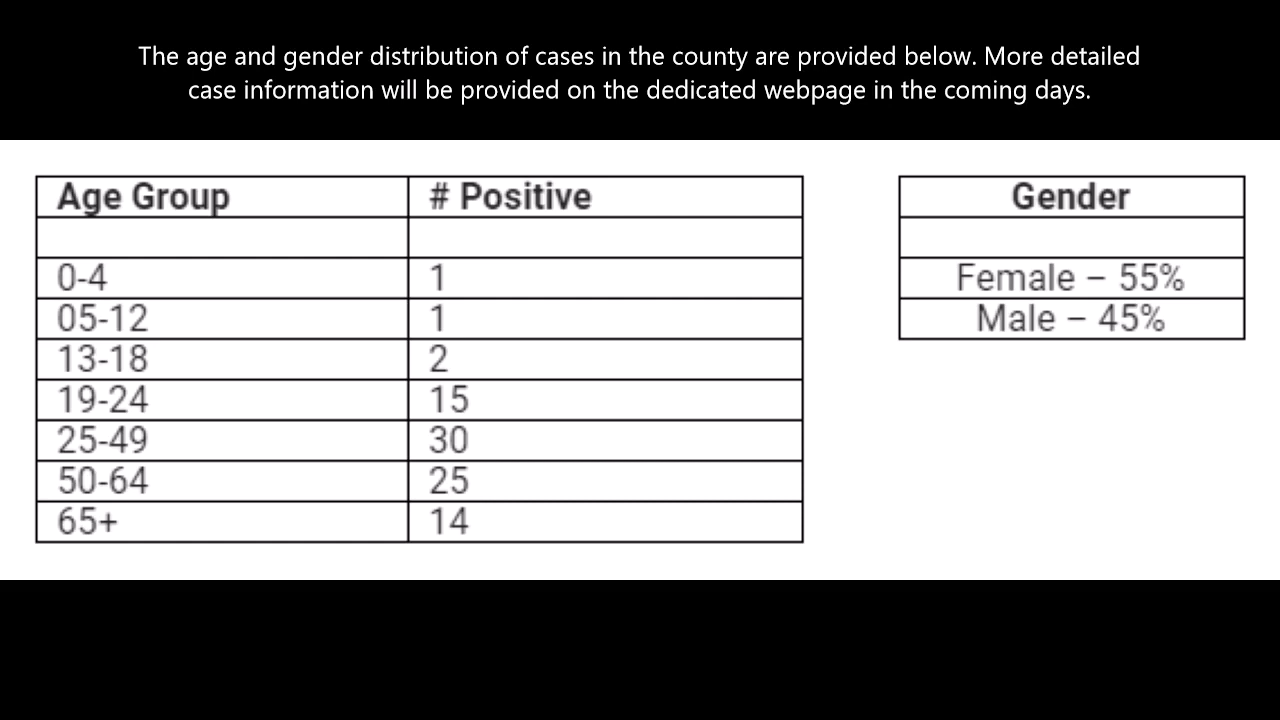 The age and gender distribution of cases in the county are provided below. More detailed
case information will be provided on the dedicated webpage in the coming days.
Age Group # Positive
0-4 1
05-12 1
13-18 2
19-24 15
25-49 30
50-64 25
65+ 14
Gender
Female – 55%
Male – 45%